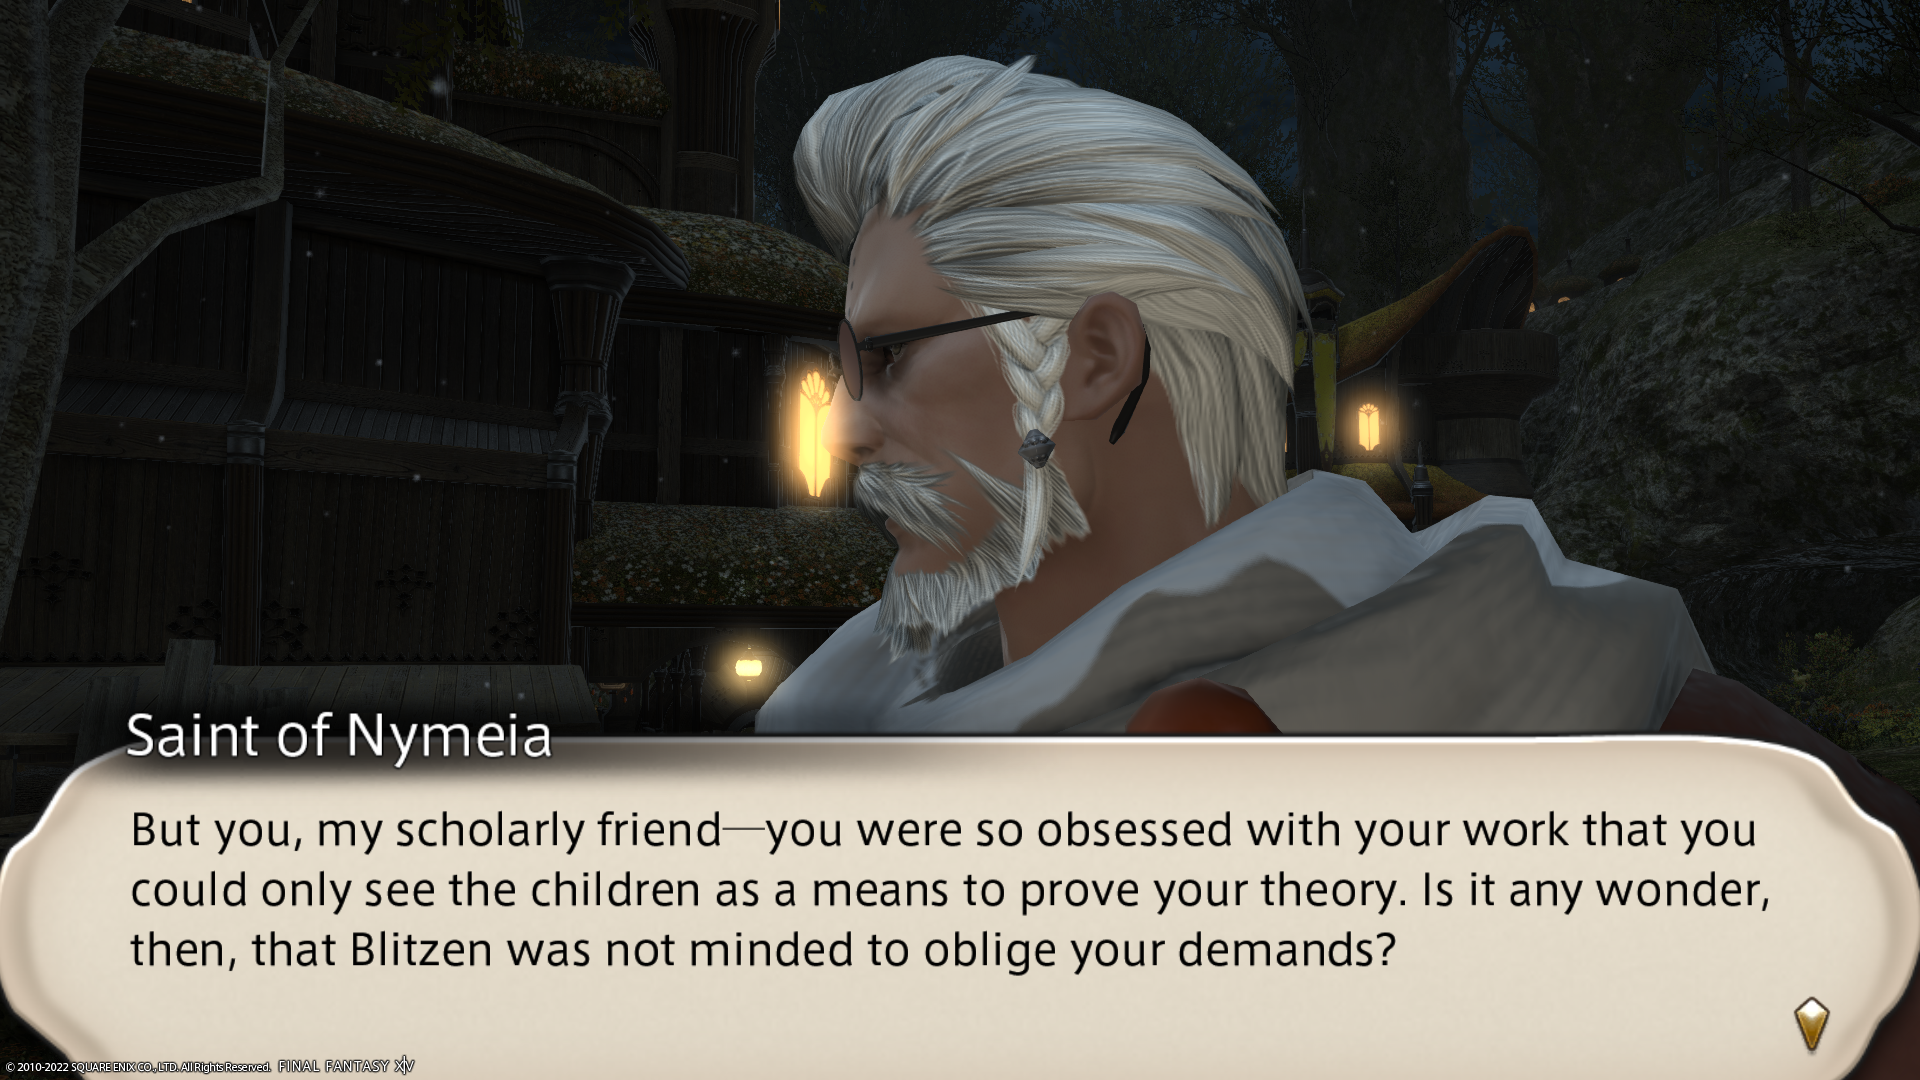 Saint of Nymeia
But you, my scholarly friend—you were so obsessed with your work that you
could only see the children as a means to prove your theory. Is it any wonder,
then, that Blitzen was not minded to oblige your demands?
© 2010-2022 SQUARE ENIX CO., LTD. All Rights Reserved. FINAL FANTASY XIV